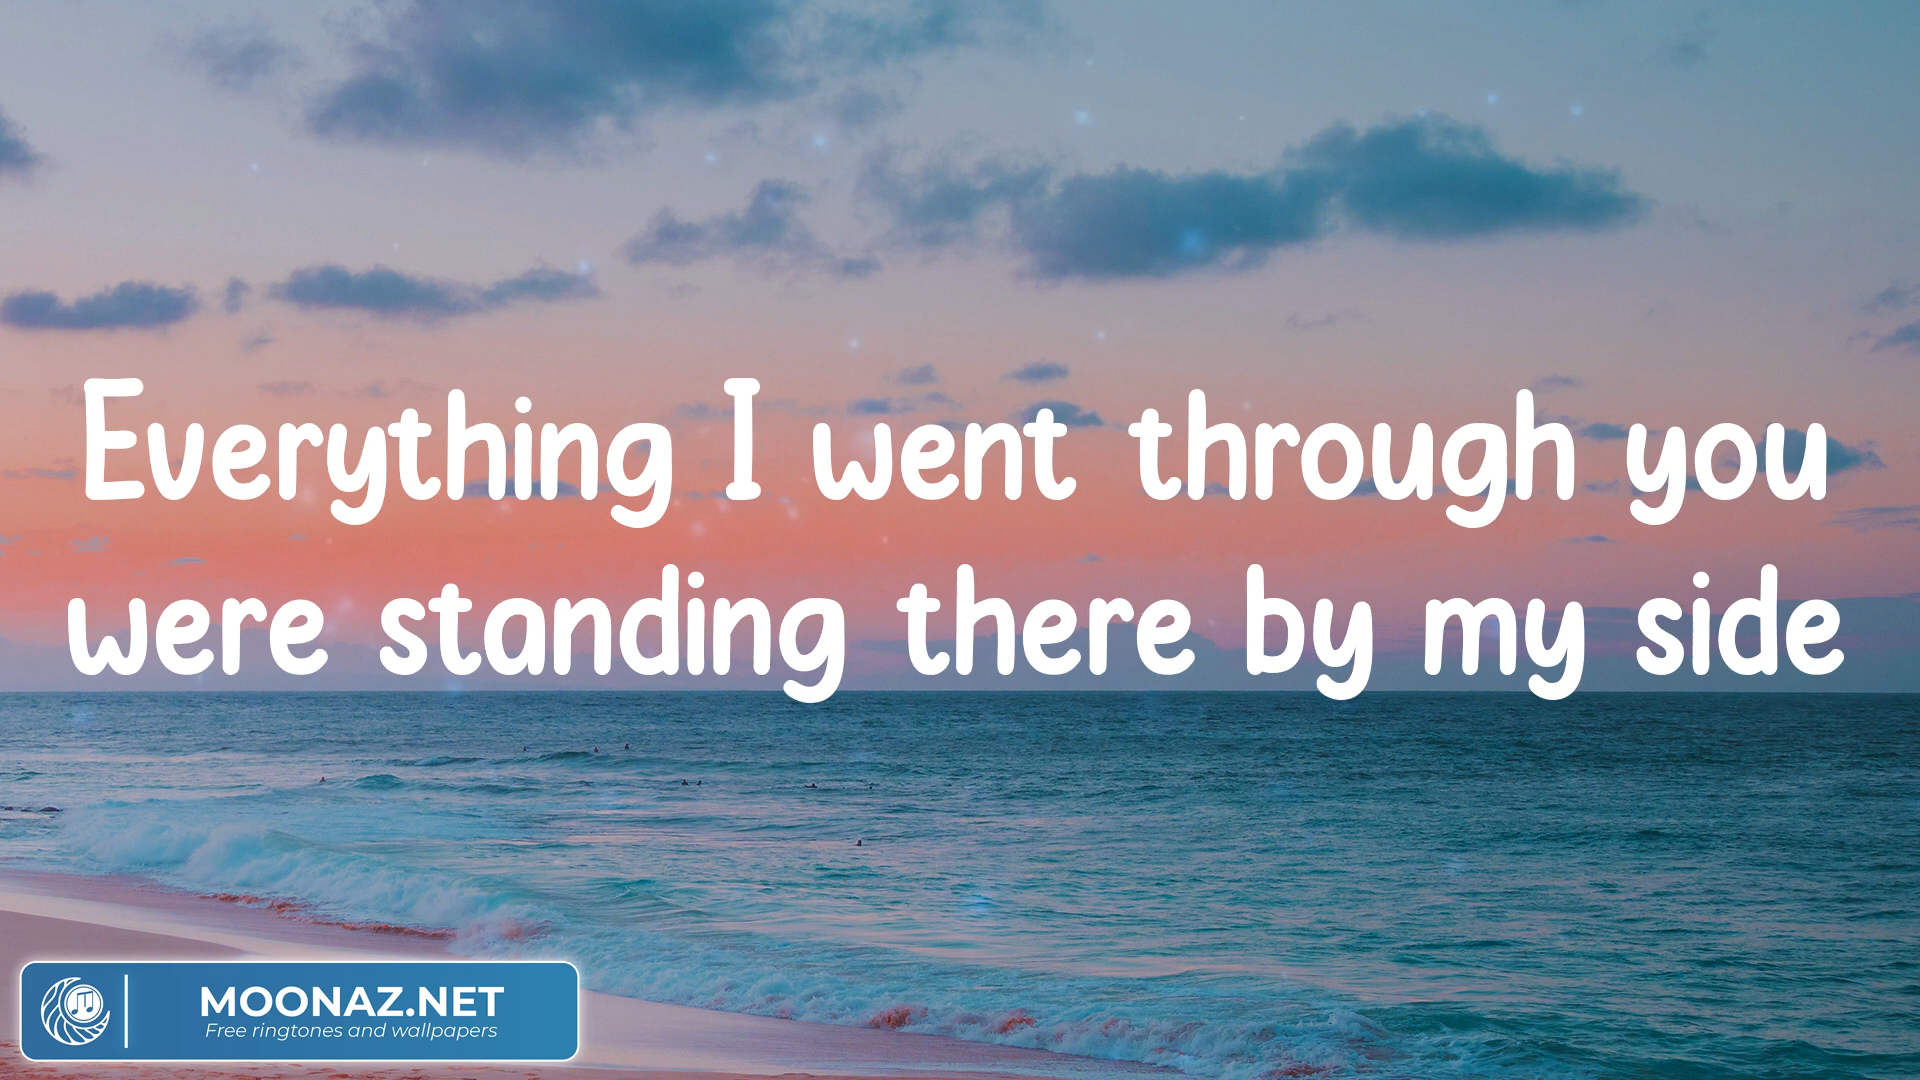 Everything I went through you
were standing there by my side
MOONAZ.NET
Free ringtones and wallpapers